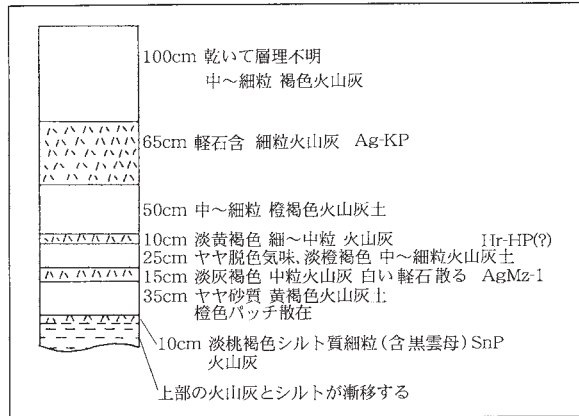 100cm 乾いて層理不明
中～細粒 褐色火山灰
65cm 軽石含 細粒火山灰 Ag-KP
50cm 中～細粒 橙褐色火山灰土
10cm 淡黄褐色 細～中粒 火山灰 Hr-HP(?)
25cm ヤヤ脱色気味、淡橙褐色 中～細粒火山灰土
15cm 淡灰褐色 中粒火山灰 白い軽石散る AgMz-1
35cm ヤヤ砂質 黄褐色火山灰土
橙色パッチ散在
10cm 淡桃褐色シルト質細粒(含黒雲母)SnP
火山灰
上部の火山灰とシルトが漸移する